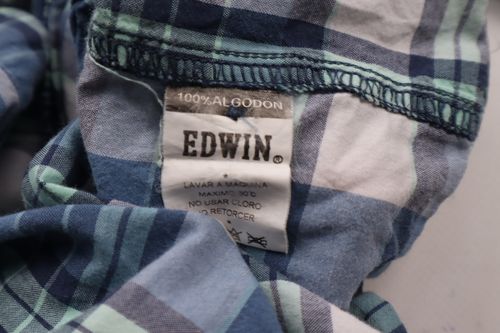 100% ALGODON
EDWIN®
LAVAR A MAQUINA
MAXIMO 30°C
NO USAR CLORO
NO RETORCER